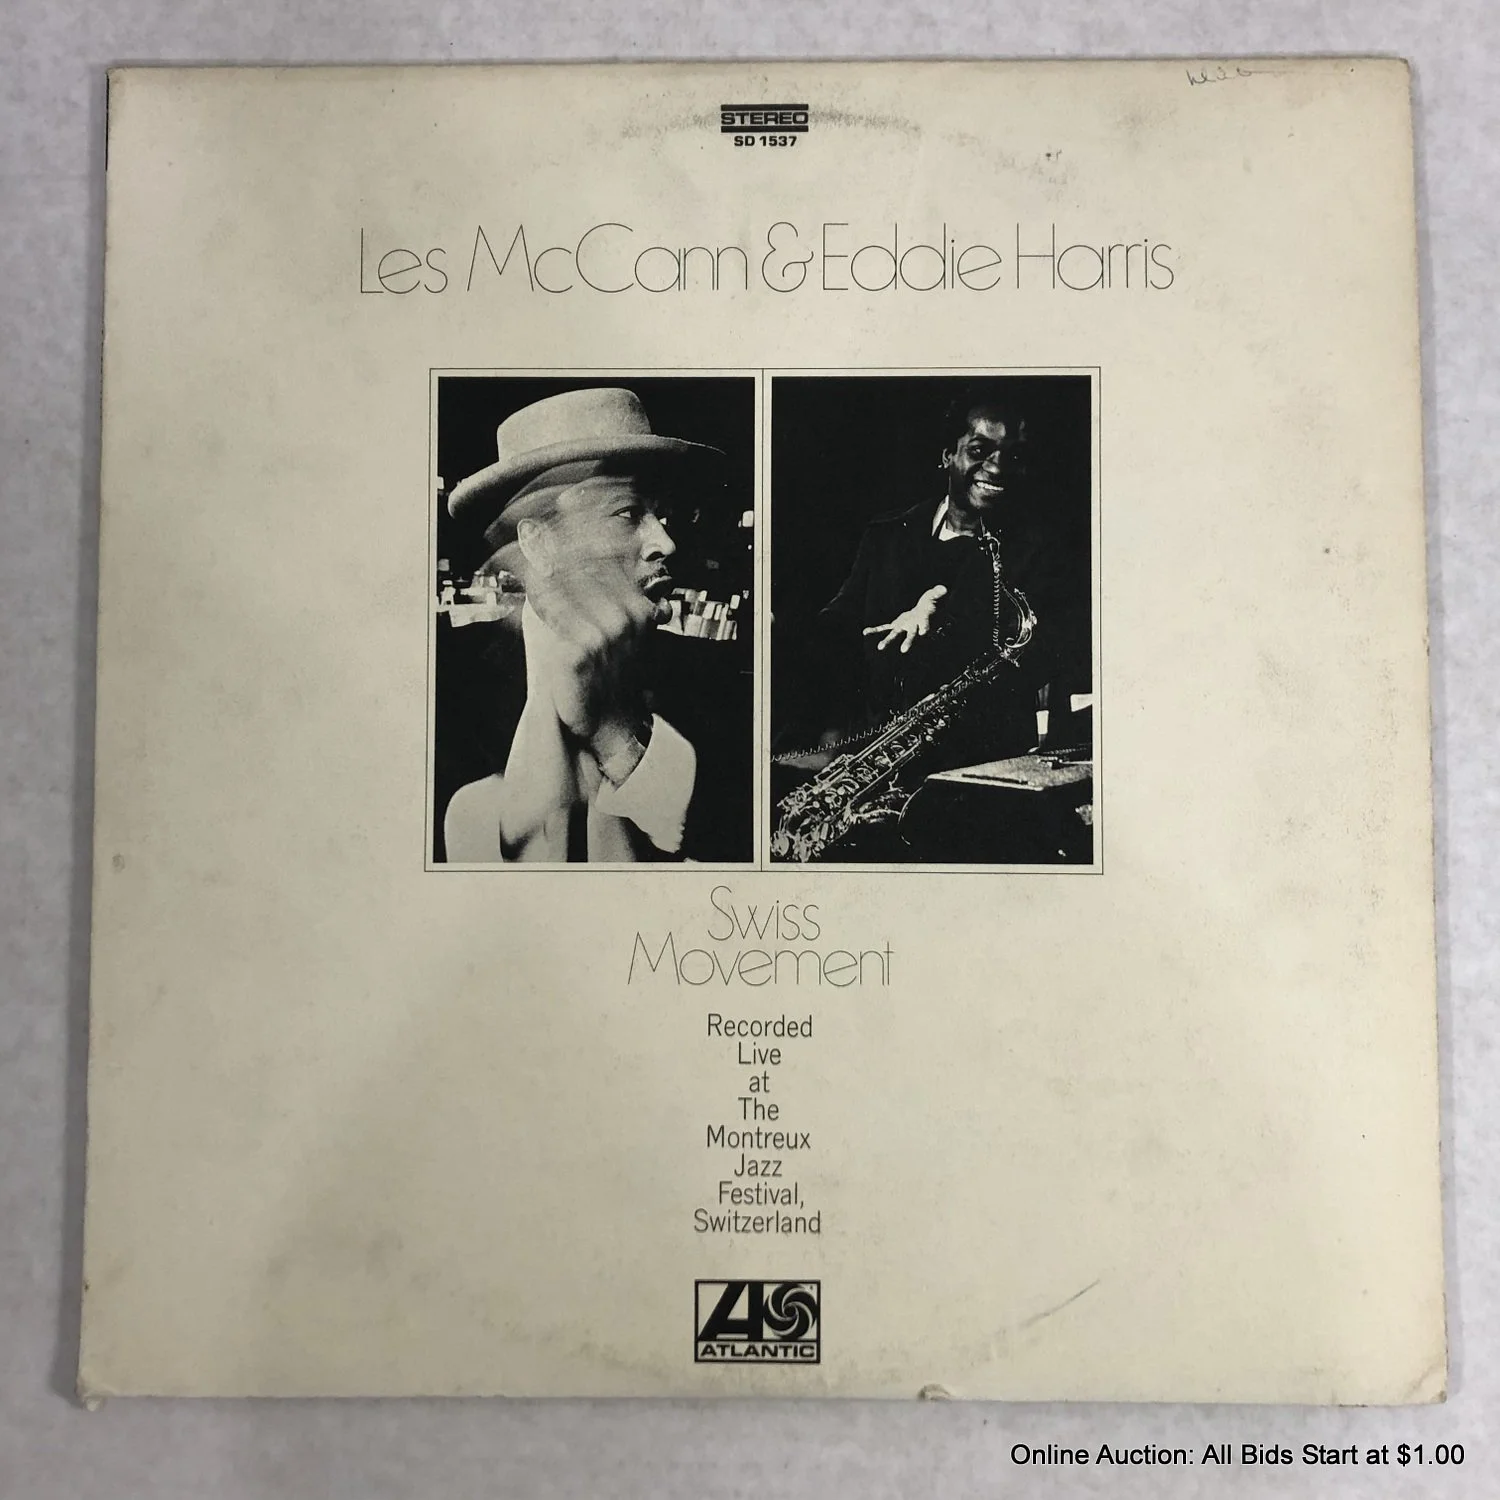 STEREO
SD 1537
Les McCann & Eddie Harris
Swiss
Movement
Recorded
Live
at
The
Montreux
Jazz
Festival,
Switzerland
ATLANTIC
Online Auction: All Bids Start at $1.00